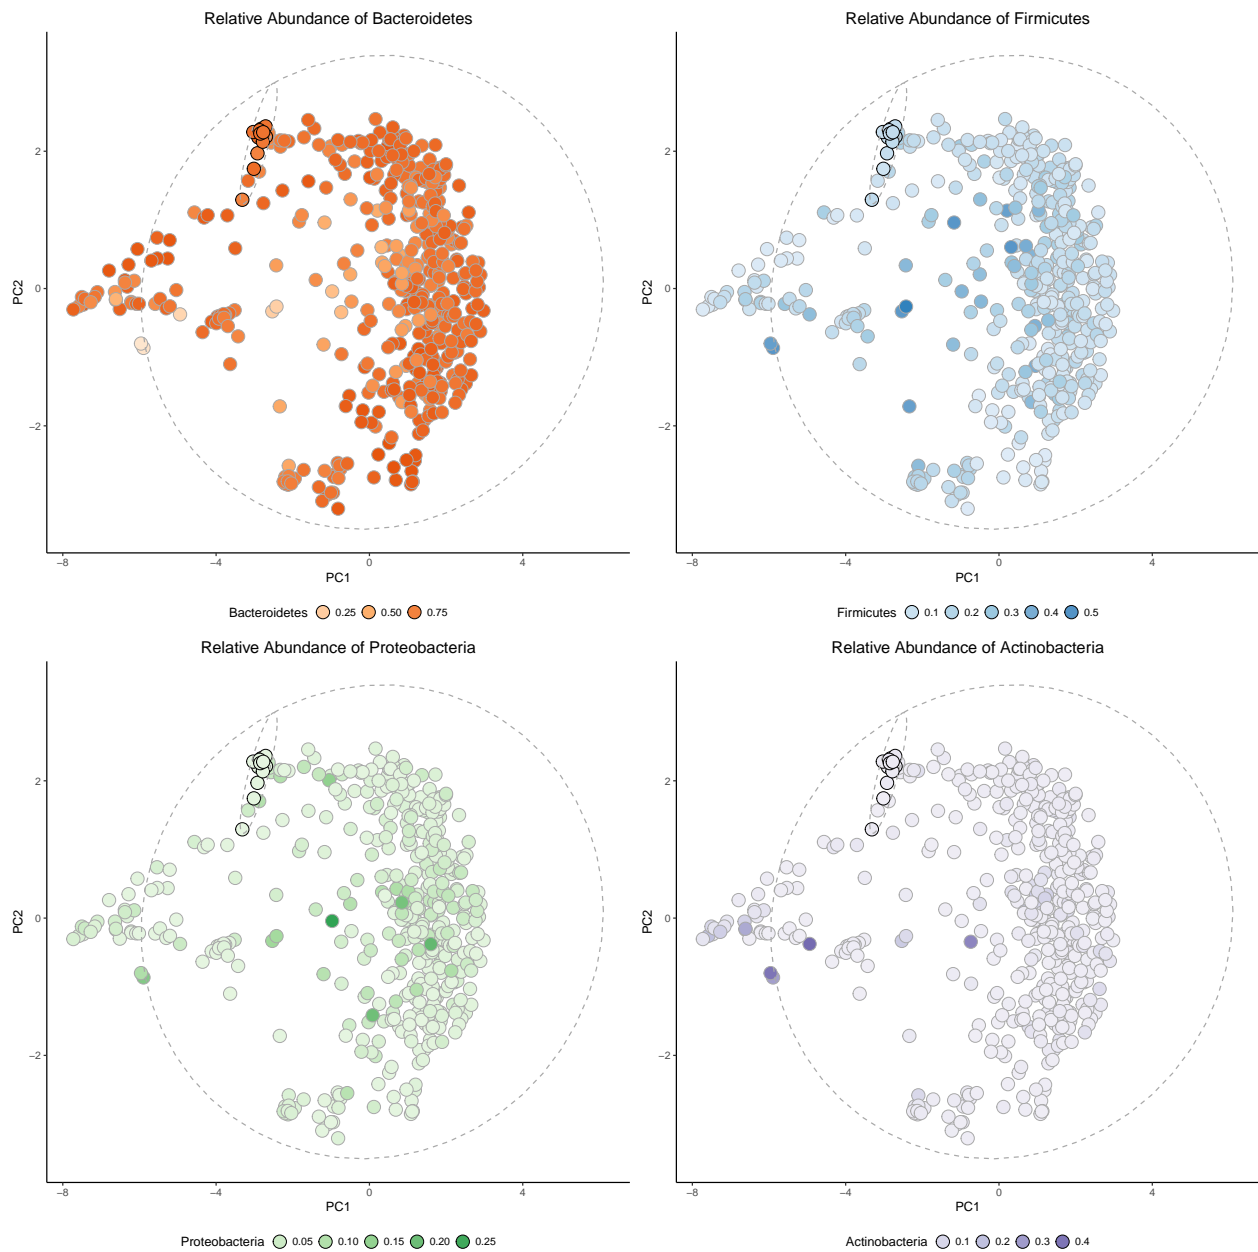 Relative Abundance of Bacteroidetes
2
0
−2
PC2
−8 −4 0 4
PC1
Bacteroidetes 0.25 0.50 0.75
Relative Abundance of Firmicutes
2
0
−2
PC2
−8 −4 0 4
PC1
Firmicutes 0.1 0.2 0.3 0.4 0.5
Relative Abundance of Proteobacteria
2
0
−2
PC2
−8 −4 0 4
PC1
Proteobacteria 0.05 0.10 0.15 0.20 0.25
Relative Abundance of Actinobacteria
2
0
−2
PC2
−8 −4 0 4
PC1
Actinobacteria 0.1 0.2 0.3 0.4